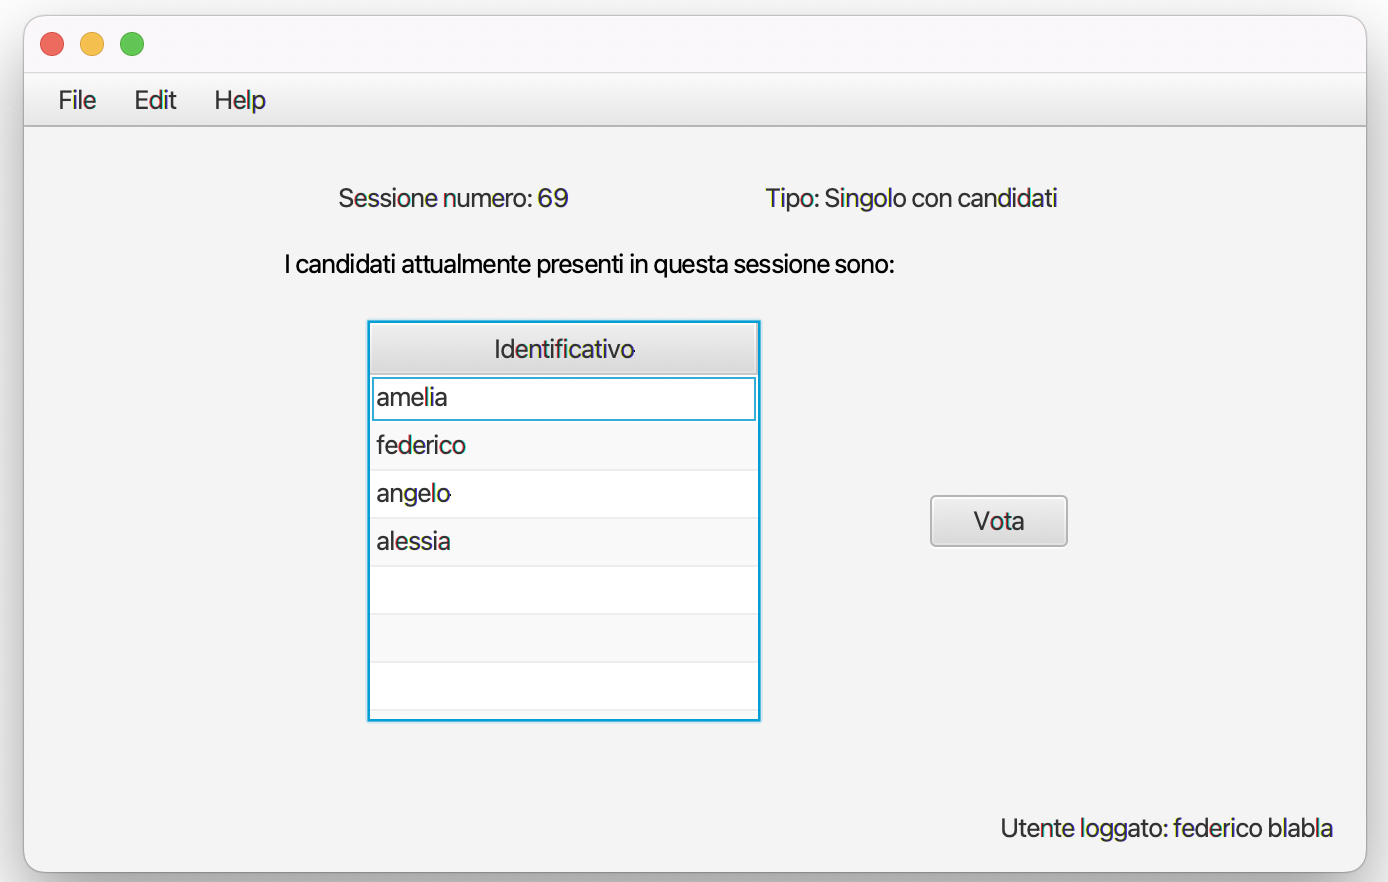 File Edit Help
Sessione numero: 69 Tipo: Singolo con candidati
I candidati attualmente presenti in questa sessione sono:
Identificativo
amelia
federico
angelo
alessia
Vota
Utente loggato: federico blabla